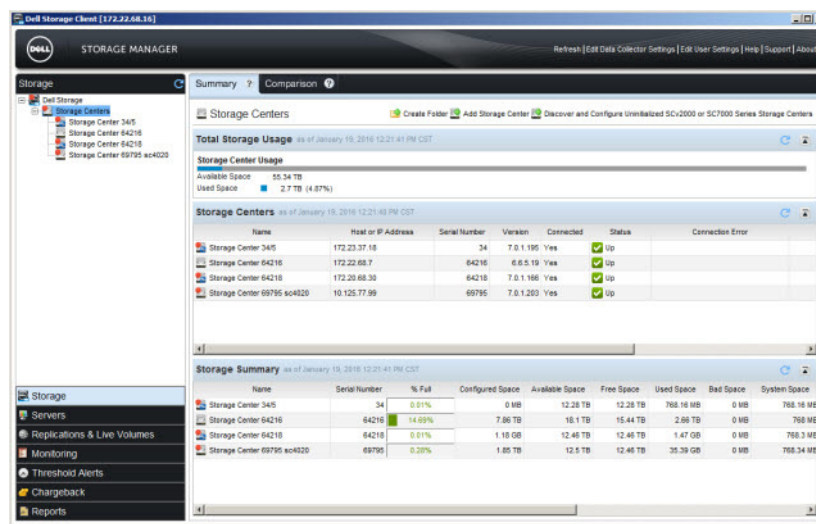 Dell Storage Client [172.22.68.16]
DELL STORAGE MANAGER
Refresh | Edit Data Collector Settings | Edit User Settings | Help | Support | About
Storage
Summary ? Comparison ?
Dell Storage
Storage Centers
Storage Center 34/5
Storage Center 64216
Storage Center 64218
Storage Center 69795 sc4020
Storage Centers
Create Folder Add Storage Center Discover and Configure Uninitialized SCv2000 or SC7000 Series Storage Centers
Total Storage Usage as of January 19, 2016 12:21:41 PM CST
Storage Center Usage
Available Space 55.34 TB
Used Space 2.7 TB (4.87%)
Storage Centers as of January 19, 2016 12:21:48 PM CST
Name Host or IP Address Serial Number Version Connected Status Connection Error
Storage Center 34/5 172.23.37.18 34 7.0.1.195 Yes Up
Storage Center 64216 172.22.68.7 64216 6.6.5.19 Yes Up
Storage Center 64218 172.20.68.30 64218 7.0.1.166 Yes Up
Storage Center 69795 sc4020 10.125.77.99 69795 7.0.1.203 Yes Up
Storage Summary as of January 19, 2016 12:21:41 PM CST
Name Serial Number % Full Configured Space Available Space Free Space Used Space Bad Space System Space
Storage Center 34/5 34 0.01% 0 MB 12.28 TB 12.28 TB 768.16 MB 0 MB 768.16 MB
Storage Center 64216 64216 14.69% 7.86 TB 18.1 TB 15.44 TB 2.66 TB 0 MB 768 MB
Storage Center 64218 64218 0.01% 1.18 GB 12.46 TB 12.46 TB 1.47 GB 0 MB 768.3 MB
Storage Center 69795 sc4020 69795 0.28% 1.85 TB 12.5 TB 12.46 TB 35.39 GB 0 MB 768.34 MB
Storage
Servers
Replications & Live Volumes
Monitoring
Threshold Alerts
Chargeback
Reports